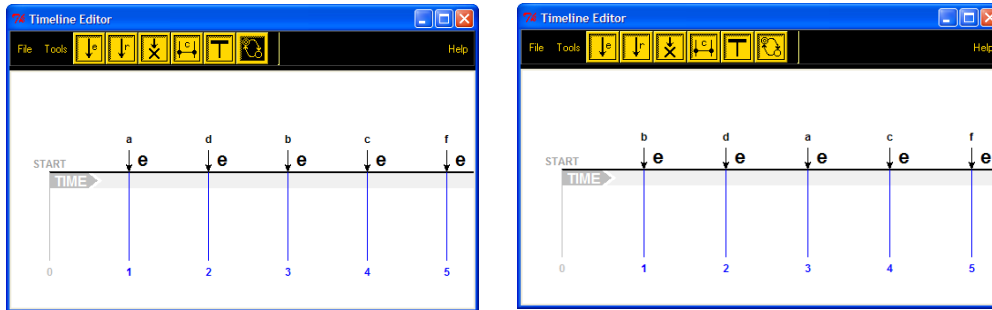 Timeline Editor
File Tools e r c Help
a d b c f
e e e e e
START
TIME
0 1 2 3 4 5
Timeline Editor
File Tools e r c Help
b d a c f
e e e e e
START
TIME
0 1 2 3 4 5